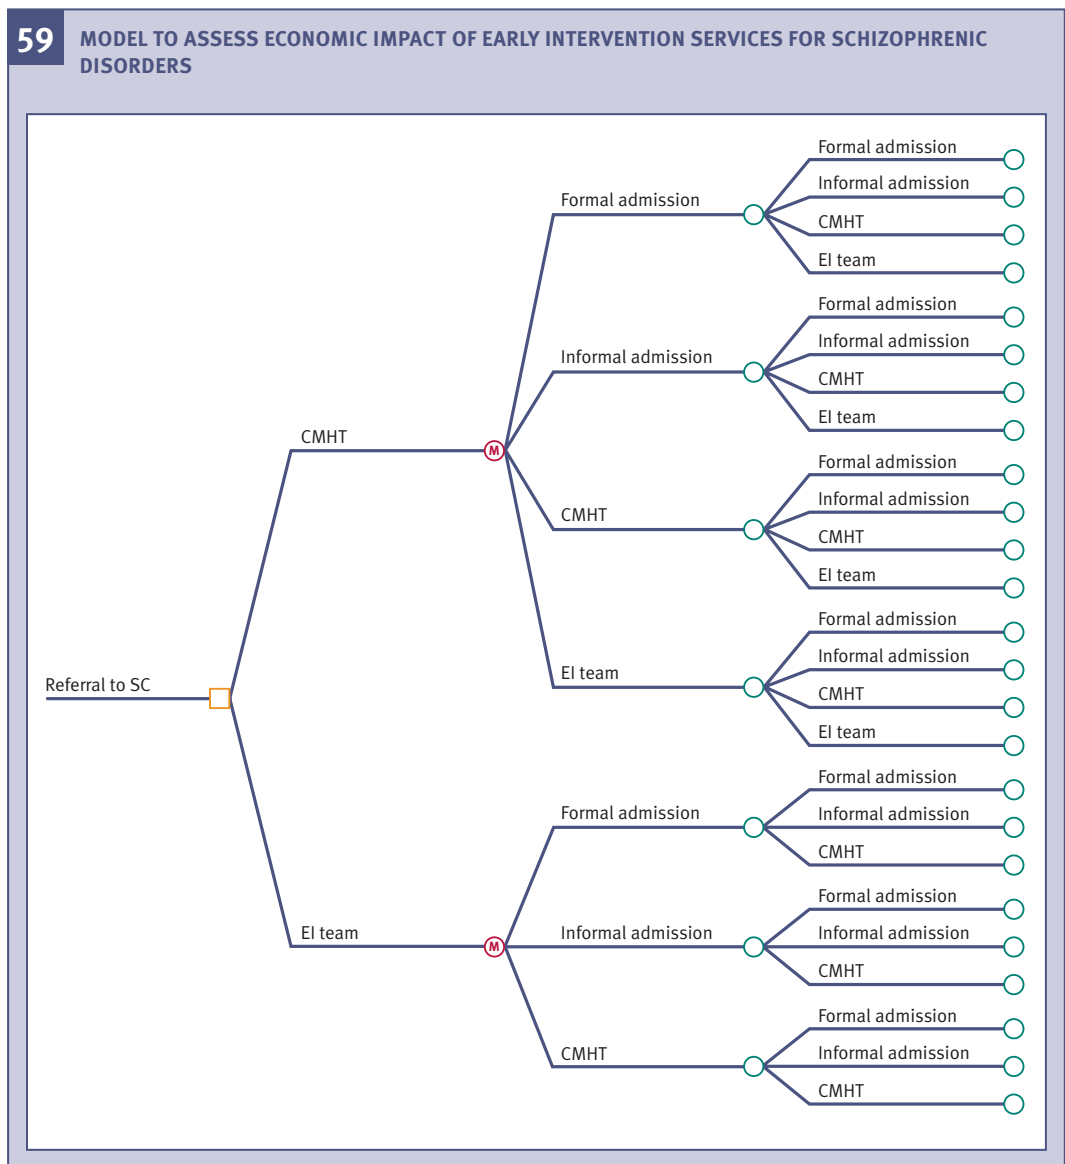 59
MODEL TO ASSESS ECONOMIC IMPACT OF EARLY INTERVENTION SERVICES FOR SCHIZOPHRENIC
DISORDERS
Referral to SC
CMHT
M
Formal admission
Formal admission
Informal admission
CMHT
EI team
Informal admission
Formal admission
Informal admission
CMHT
EI team
CMHT
Formal admission
Informal admission
CMHT
EI team
EI team
Formal admission
Informal admission
CMHT
EI team
EI team
M
Formal admission
Formal admission
Informal admission
CMHT
Informal admission
Formal admission
Informal admission
CMHT
CMHT
Formal admission
Informal admission
CMHT